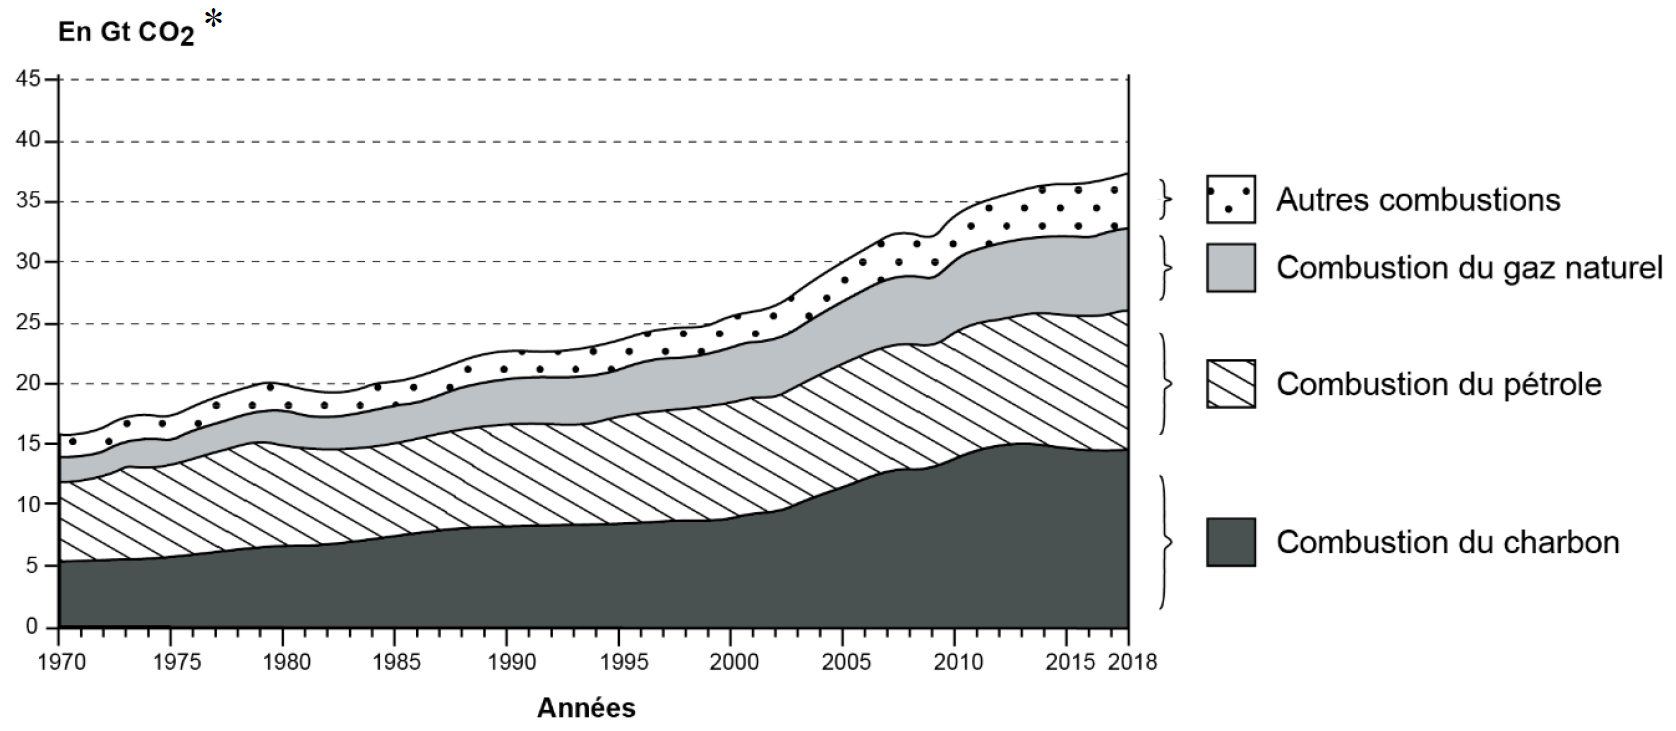 En Gt CO2 *
45
40
35
30
25
20
15
10
5
0
1970 1975 1980 1985 1990 1995 2000 2005 2010 2015 2018
Années
Autres combustions
Combustion du gaz naturel
Combustion du pétrole
Combustion du charbon